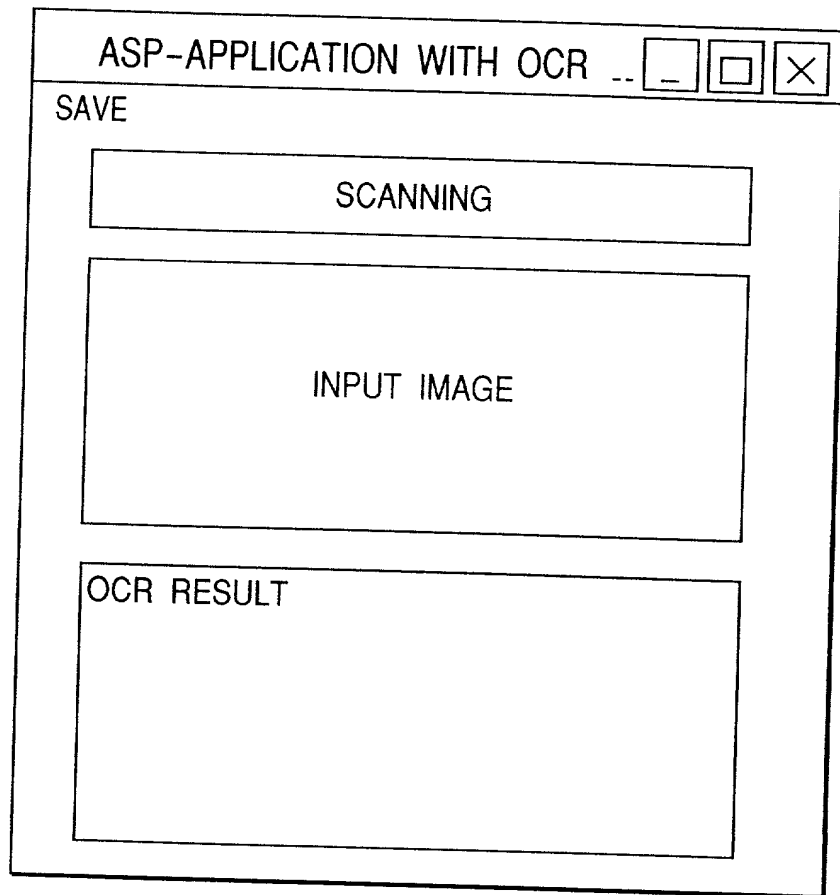 ASP-APPLICATION WITH OCR --
SAVE
SCANNING
INPUT IMAGE
OCR RESULT